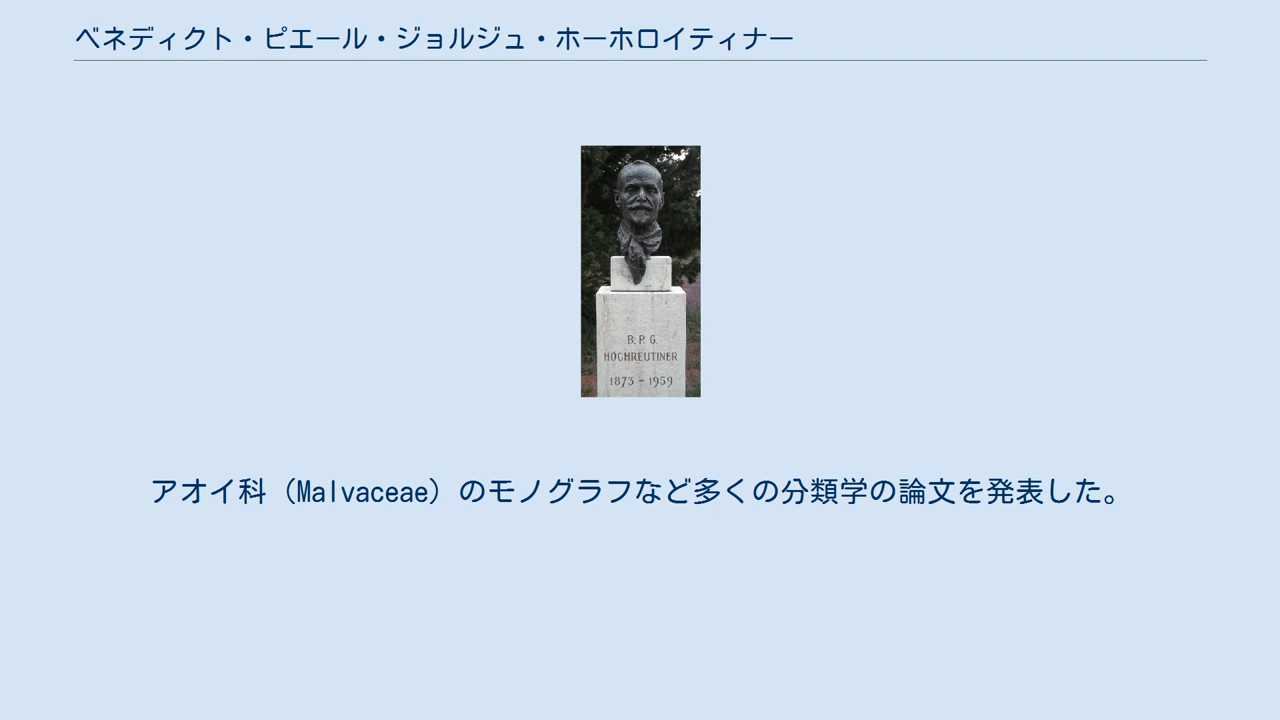 ベネディクト・ピエール・ジョルジュ・ホーホロイティナー
B. P. G.
HOCHREUTINER
1873 - 1959
アオイ科（Malvaceae）のモノグラフなど多くの分類学の論文を発表した。